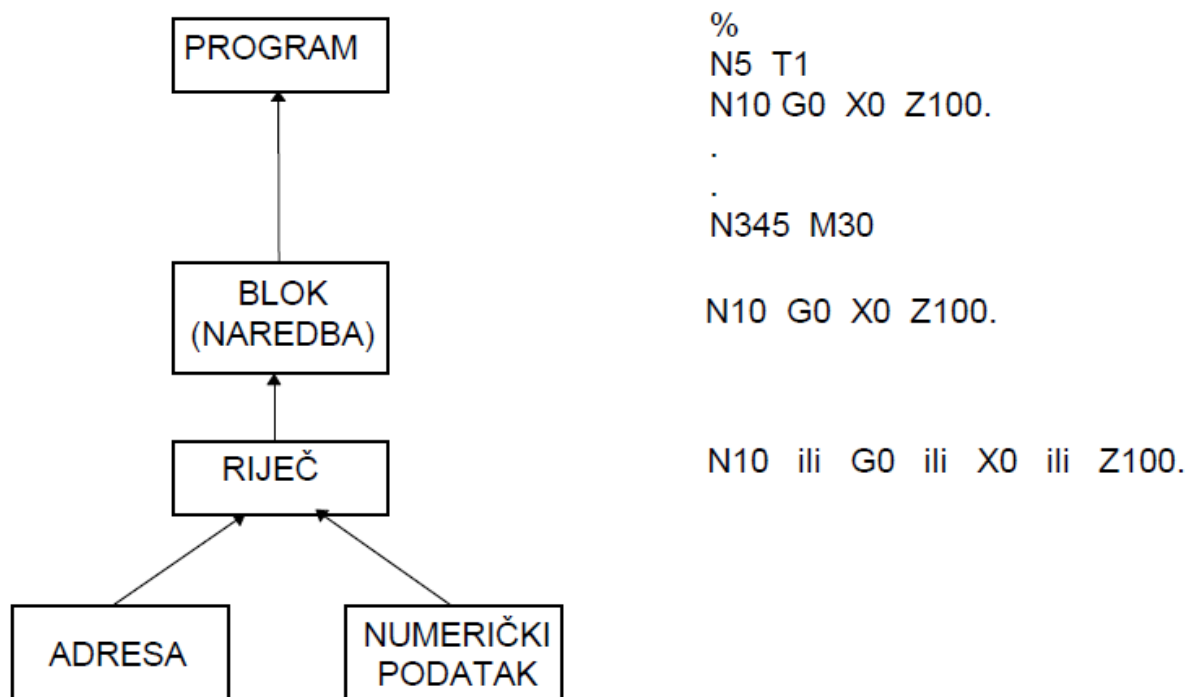 PROGRAM
%
N5 T1
N10 G0 X0 Z100.
.
.
N345 M30
BLOK
(NAREDBA)
N10 G0 X0 Z100.
RIJEČ
N10 ili G0 ili X0 ili Z100.
ADRESA
NUMERIČKI
PODATAK